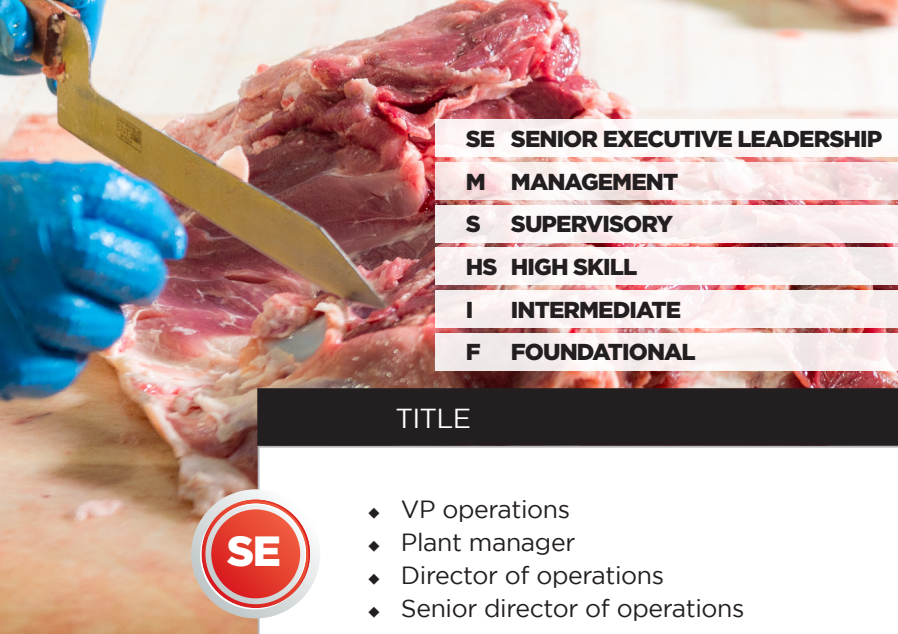 SE SENIOR EXECUTIVE LEADERSHIP
M MANAGEMENT
S SUPERVISORY
HS HIGH SKILL
I INTERMEDIATE
F FOUNDATIONAL
TITLE
SE
◆ VP operations
◆ Plant manager
◆ Director of operations
◆ Senior director of operations